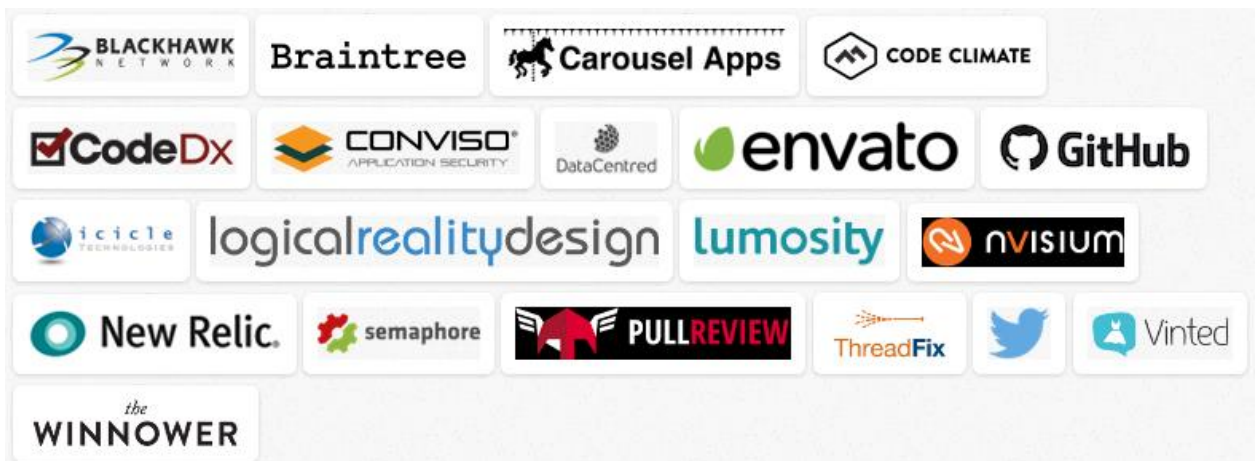 BLACKHAWK
NETWORK
Braintree
Carousel Apps
CODE CLIMATE
CodeDx
CONVISO®
APPLICATION SECURITY
DataCentred
envato
GitHub
icicle
TECHNOLOGIES
logicalrealitydesign
lumosity
nVISIUM
New Relic.
semaphore
PULLREVIEW
ThreadFix
Vinted
the
WINNOWER